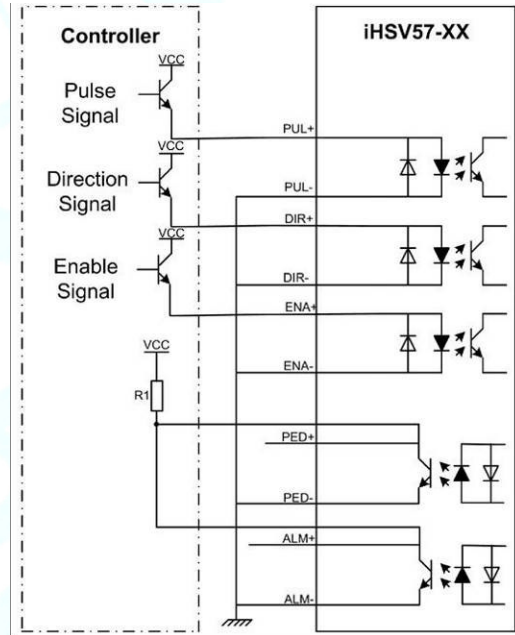 Controller
iHSV57-XX
VCC
Pulse
Signal
PUL+
VCC
PUL-
Direction
Signal
DIR+
VCC
DIR-
Enable
Signal
ENA+
VCC
ENA-
R1
PED+
PED-
ALM+
ALM-